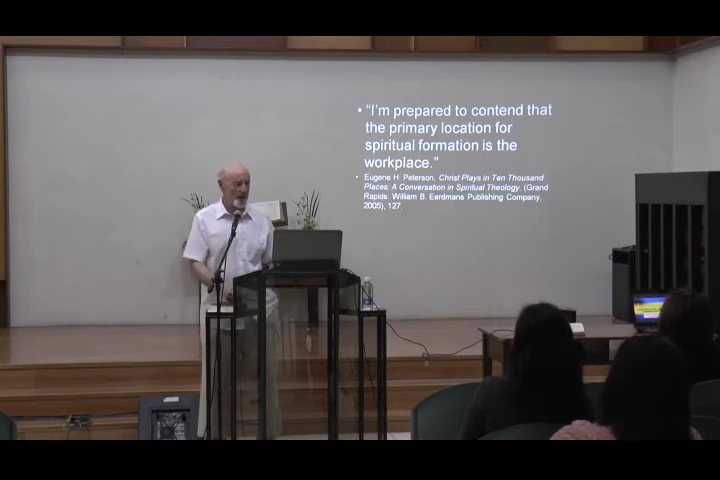 • “I’m prepared to contend that
the primary location for
spiritual formation is the
workplace.”
• Eugene H. Peterson, Christ Plays in Ten Thousand
Places: A Conversation in Spiritual Theology. (Grand
Rapids: William B. Eerdmans Publishing Company,
2005), 127.